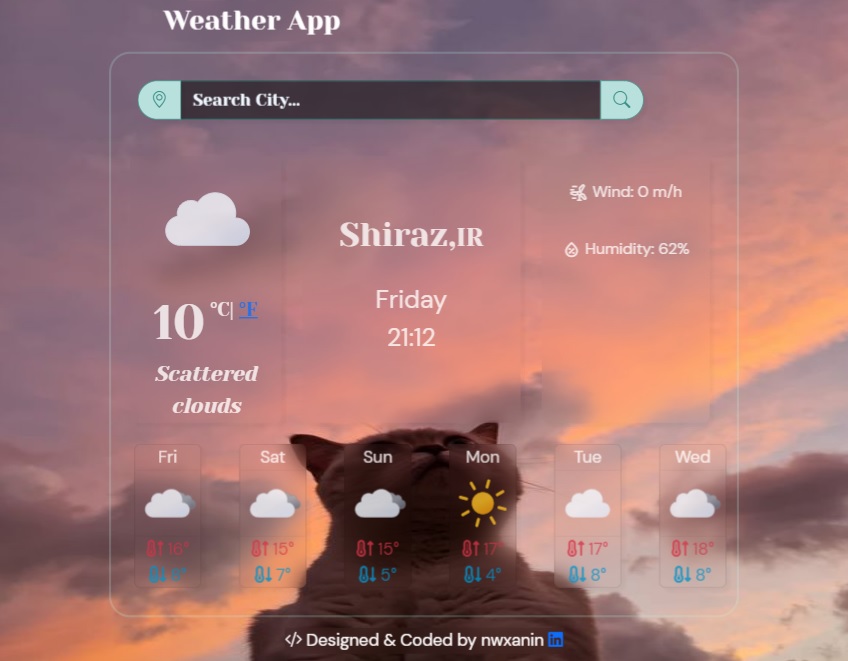 Weather App
Search City...
Wind: 0 m/h
Humidity: 62%
Shiraz,IR
Friday
21:12
10 °C| °F
Scattered
clouds
Fri Sat Sun Mon Tue Wed
16° 15° 15° 17° 17° 18°
7° 5° 4° 8° 8°
</> Designed & Coded by nwxanin in